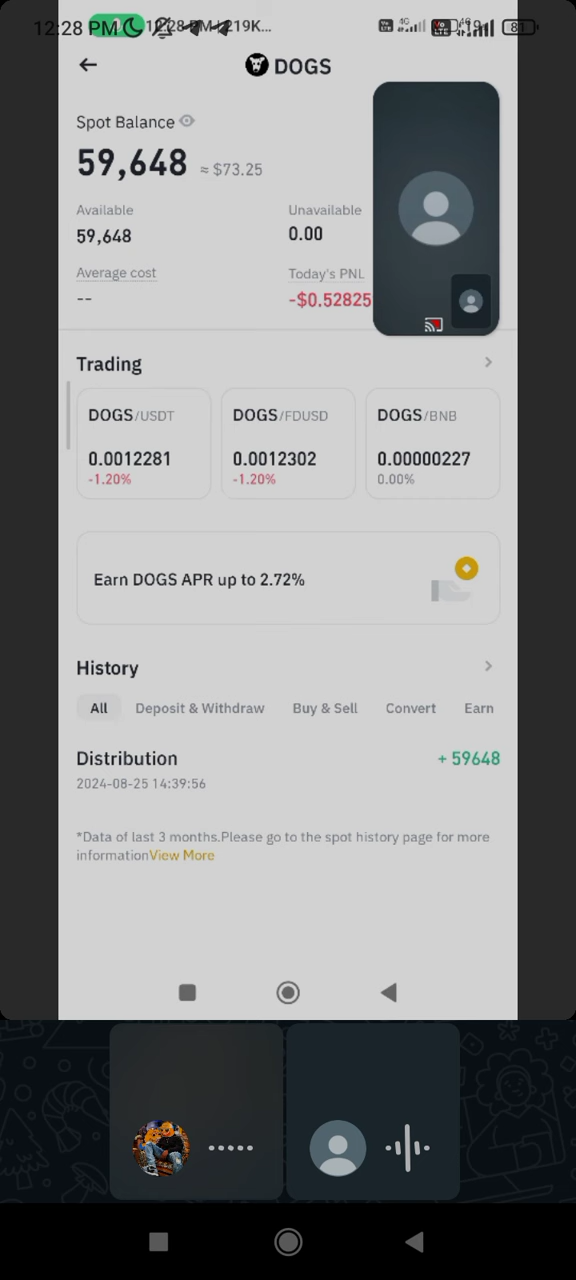 12:28 PM
81
DOGS
Spot Balance
59,648 ≈ $73.25
Available
Unavailable
59,648
0.00
Average cost
Today's PNL
--
-$0.52825
Trading
DOGS/USDT
0.0012281
-1.20%
DOGS/FDUSD
0.0012302
-1.20%
DOGS/BNB
0.00000227
0.00%
Earn DOGS APR up to 2.72%
History
All Deposit & Withdraw Buy & Sell Convert Earn
Distribution + 59648
2024-08-25 14:39:56
*Data of last 3 months.Please go to the spot history page for more
informationView More